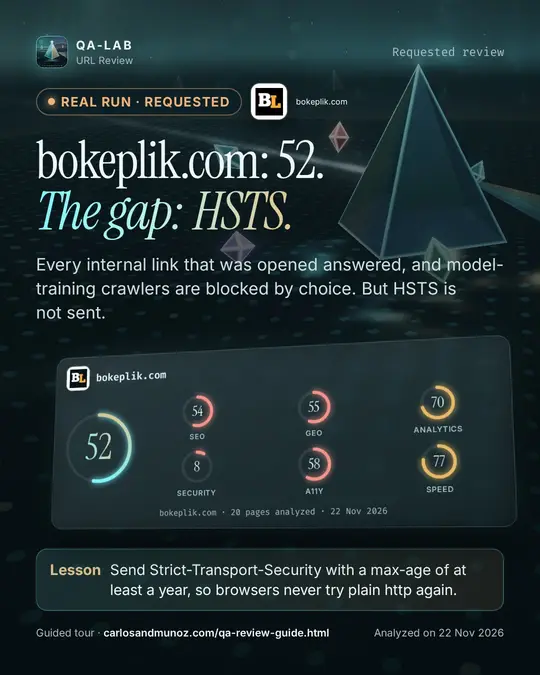 QA-LAB
URL Review
Requested review
REAL RUN · REQUESTED
BL
bokeplik.com
bokeplik.com: 52.
The gap: HSTS.
Every internal link that was opened answered, and model-
training crawlers are blocked by choice. But HSTS is
not sent.
BL
bokeplik.com
52
54
SEO
55
GEO
70
ANALYTICS
8
SECURITY
58
A11Y
77
SPEED
bokeplik.com · 20 pages analyzed · 22 Nov 2026
Lesson Send Strict-Transport-Security with a max-age of at
least a year, so browsers never try plain http again.
Guided tour · carlosandmunoz.com/qa-review-guide.html
Analyzed on 22 Nov 2026